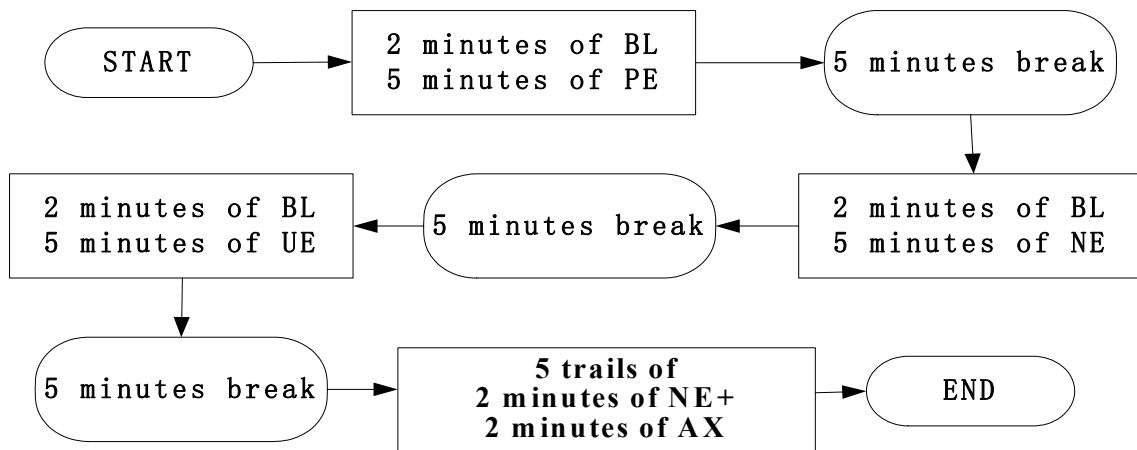 START
2 minutes of BL
5 minutes of PE
5 minutes break
2 minutes of BL
5 minutes of NE
5 minutes break
2 minutes of BL
5 minutes of UE
5 minutes break
5 trails of
2 minutes of NE+
2 minutes of AX
END